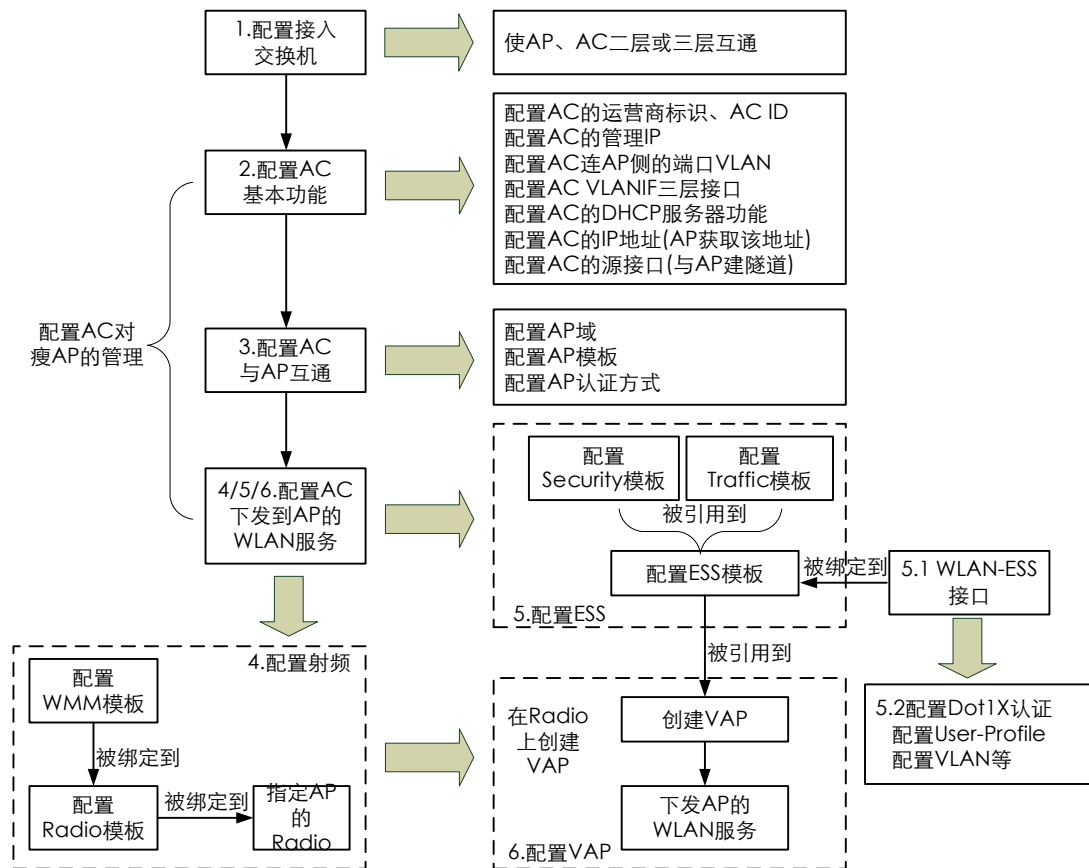 1.配置接入
交换机
使AP、AC二层或三层互通
配置AC的运营商标识、AC ID
配置AC的管理IP
配置AC连AP侧的端口VLAN
配置AC VLANIF三层接口
配置AC的DHCP服务器功能
配置AC的IP地址(AP获取该地址)
配置AC的源接口(与AP建隧道)
2.配置AC
基本功能
配置AC对
瘦AP的管理
3.配置AC
与AP互通
配置AP域
配置AP模板
配置AP认证方式
4/5/6.配置AC
下发到AP的
WLAN服务
配置
Security模板
配置
Traffic模板
被引用到
配置ESS模板
被绑定到
5.1 WLAN-ESS
接口
5.配置ESS
被引用到
4.配置射频
配置
WMM模板
被绑定到
配置
Radio模板
被绑定到
指定AP
的
Radio
在Radio
上创建
VAP
创建VAP
下发AP的
WLAN服务
6.配置VAP
5.2配置Dot1X认证
配置User-Profile
配置VLAN等